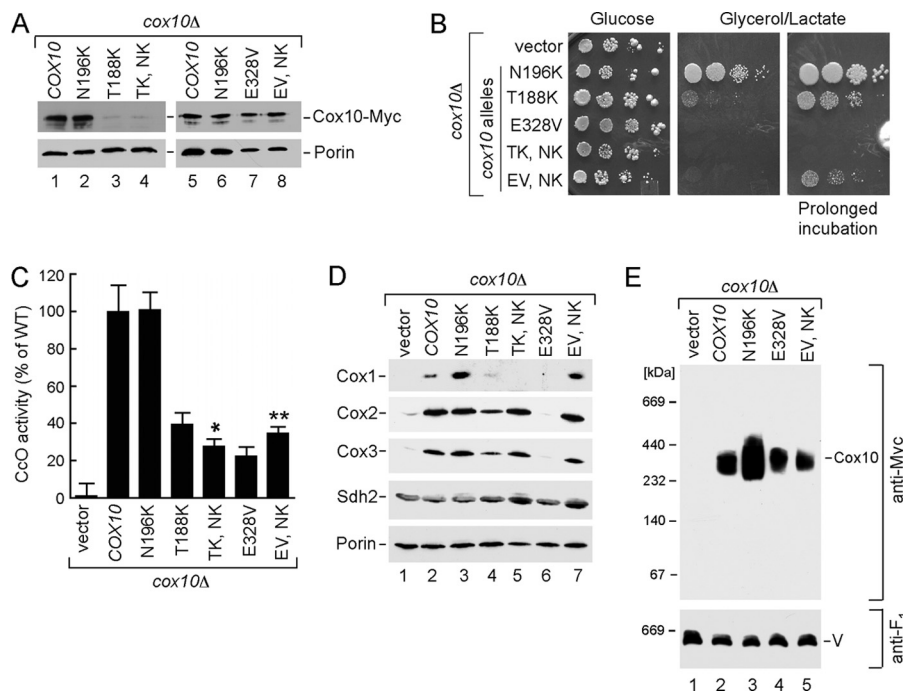 A
cox10Δ
COX10
N196K
T188K
TK, NK
COX10
N196K
E328V
EV, NK
Cox10-Myc
Porin
1 2 3 4 5 6 7 8
B
Glucose Glycerol/Lactate
cox10Δ
cox10 alleles
vector
N196K
T188K
E328V
TK, NK
EV, NK
Prolonged
incubation
C
CcO activity (% of WT)
120
100
80
60
40
20
0
*
**
vector
COX10
N196K
T188K
TK, NK
E328V
EV, NK
cox10Δ
D
cox10Δ
vector
COX10
N196K
T188K
TK, NK
E328V
EV, NK
Cox1
Cox2
Cox3
Sdh2
Porin
1 2 3 4 5 6 7
E
cox10Δ
vector
COX10
N196K
E328V
EV, NK
[kDa]
669
440
232
140
67
Cox10
anti-Myc
669
V
anti-F1
1 2 3 4 5